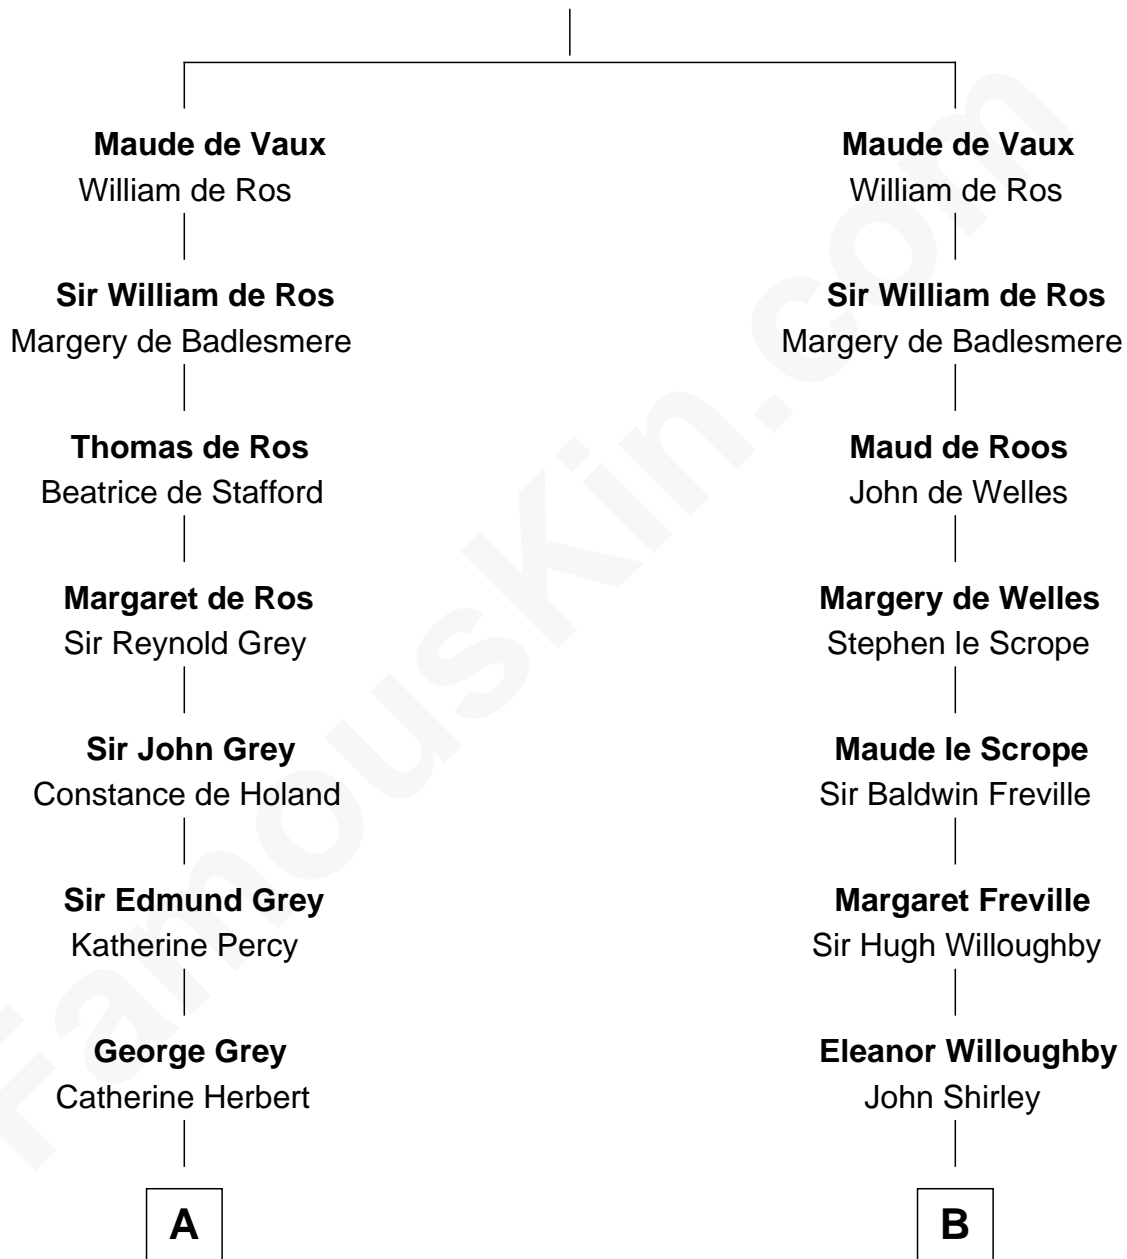 Maude de Vaux
William de Ros
Sir William de Ros
Margery de Badlesmere
Thomas de Ros
Beatrice de Stafford
Margaret de Ros
Sir Reynold Grey
Sir John Grey
Constance de Holand
Sir Edmund Grey
Katherine Percy
George Grey
Catherine Herbert
A
Maude de Vaux
William de Ros
Sir William de Ros
Margery de Badlesmere
Maud de Roos
John de Welles
Margery de Welles
Stephen le Scrope
Maude le Scrope
Sir Baldwin Freville
Margaret Freville
Sir Hugh Willoughby
Eleanor Willoughby
John Shirley
B
FamousKin.com